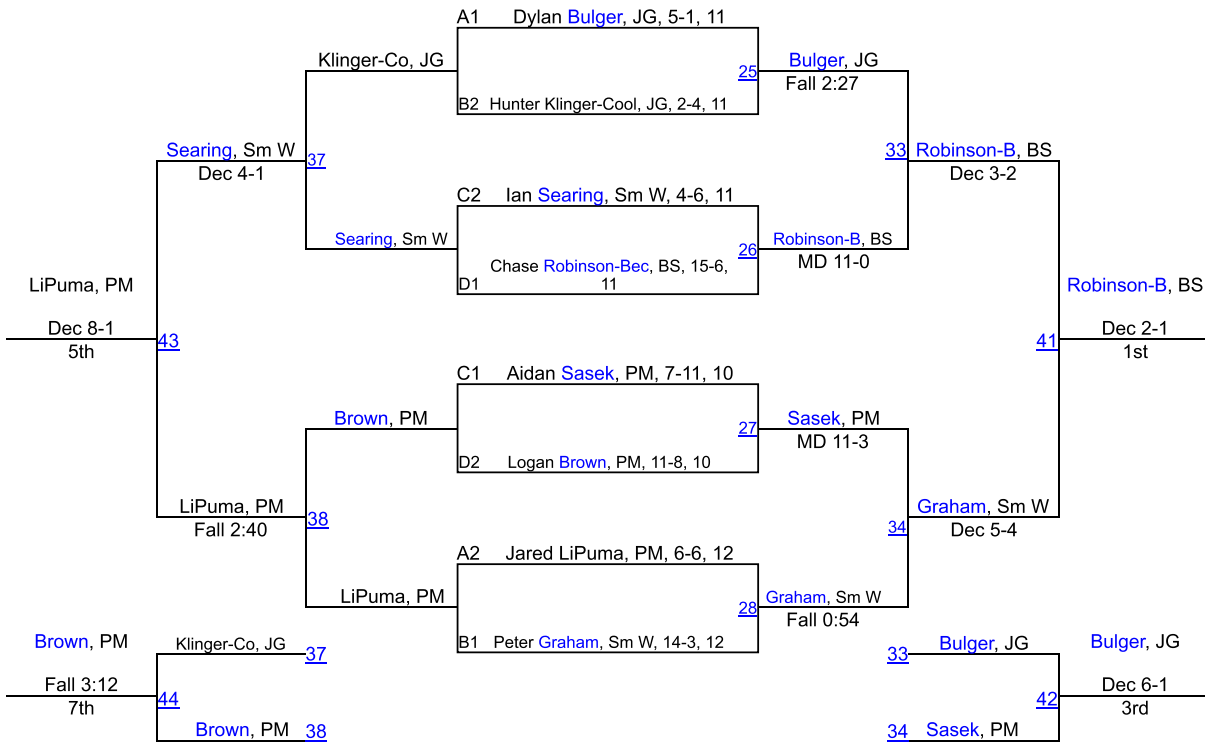 A1 Dylan Bulger, JG, 5-1, 11
Klinger-Co, JG
25
Bulger, JG
Fall 2:27
B2 Hunter Klinger-Cool, JG, 2-4, 11
Searing, Sm W
Dec 4-1
37
33
Robinson-B, BS
Dec 3-2
C2 Ian Searing, Sm W, 4-6, 11
Searing, Sm W
26
Robinson-B, BS
MD 11-0
Chase Robinson-Bec, BS, 15-6,
D1 11
LiPuma, PM
Dec 8-1
5th
43
41
Robinson-B, BS
Dec 2-1
1st
C1 Aidan Sasek, PM, 7-11, 10
Brown, PM
27
Sasek, PM
MD 11-3
D2 Logan Brown, PM, 11-8, 10
LiPuma, PM
Fall 2:40
38
34
Graham, Sm W
Dec 5-4
A2 Jared LiPuma, PM, 6-6, 12
LiPuma, PM
28
Graham, Sm W
Fall 0:54
B1 Peter Graham, Sm W, 14-3, 12
Brown, PM
Fall 3:12
7th
Klinger-Co, JG 37
44
Brown, PM 38
33 Bulger, JG
42
34 Sasek, PM
Bulger, JG
Dec 6-1
3rd